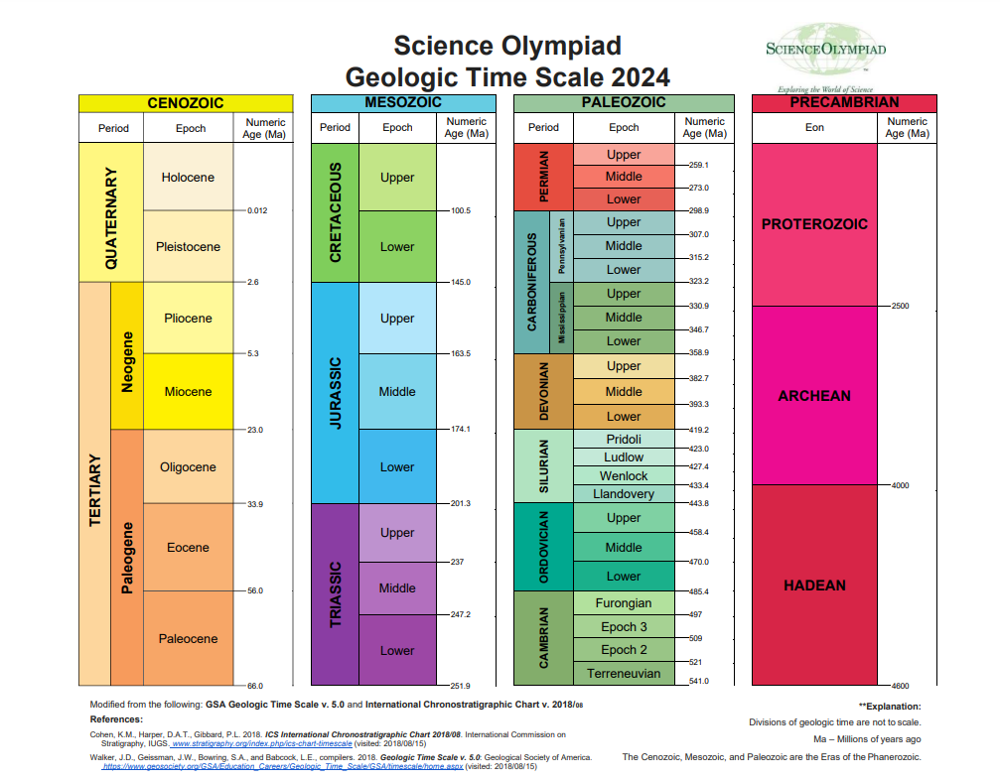 Science Olympiad
Geologic Time Scale 2024
SCIENCE OLYMPIAD
Exploring the World of Science
CENOZOIC
Period Epoch Numeric Age (Ma)
QUATERNARY
Holocene
0.012
Pleistocene
2.6
TERTIARY
Neogene
Pliocene
5.3
Miocene
23.0
Paleogene
Oligocene
33.9
Eocene
56.0
Paleocene
66.0
MESOZOIC
Period Epoch Numeric Age (Ma)
CRETACEOUS
Upper
100.5
Lower
145.0
JURASSIC
Upper
163.5
Middle
174.1
Lower
201.3
TRIASSIC
Upper
237
Middle
247.2
Lower
251.9
PALEOZOIC
Period Epoch Numeric Age (Ma)
PERMIAN
Upper
259.1
Middle
273.0
Lower
298.9
CARBONIFEROUS
Pennsylvanian
Upper
307.0
Middle
315.2
Lower
323.2
Mississippian
Upper
330.9
Middle
346.7
Lower
358.9
DEVONIAN
Upper
382.7
Middle
393.3
Lower
419.2
SILURIAN
Pridoli
423.0
Ludlow
427.4
Wenlock
433.4
Llandovery
443.8
ORDOVICIAN
Upper
458.4
Middle
470.0
Lower
485.4
CAMBRIAN
Furongian
497
Epoch 3
509
Epoch 2
521
Terreneuvian
541.0
PRECAMBRIAN
Eon Numeric Age (Ma)
PROTEROZOIC
2500
ARCHEAN
4000
HADEAN
4600
Modified from the following: GSA Geologic Time Scale v. 5.0 and International Chronostratigraphic Chart v. 2018/08
References:
Cohen, K.M., Harper, D.A.T., Gibbard, P.L. 2018. ICS International Chronostratigraphic Chart 2018/08. International Commission on
Stratigraphy, IUGS. www.stratigraphy.org/index.php/ics-chart-timescale (visited: 2018/08/15)
Walker, J.D., Geissman, J.W., Bowring, S.A., and Babcock, L.E., compilers. 2018. Geologic Time Scale v. 5.0: Geological Society of America.
https://www.geosociety.org/GSA/Education_Careers/Geologic_Time_Scale/GSA/timescale/home.aspx (visited: 2018/08/15)
**Explanation:
Divisions of geologic time are not to scale.
Ma – Millions of years ago
The Cenozoic, Mesozoic, and Paleozoic are the Eras of the Phanerozoic.